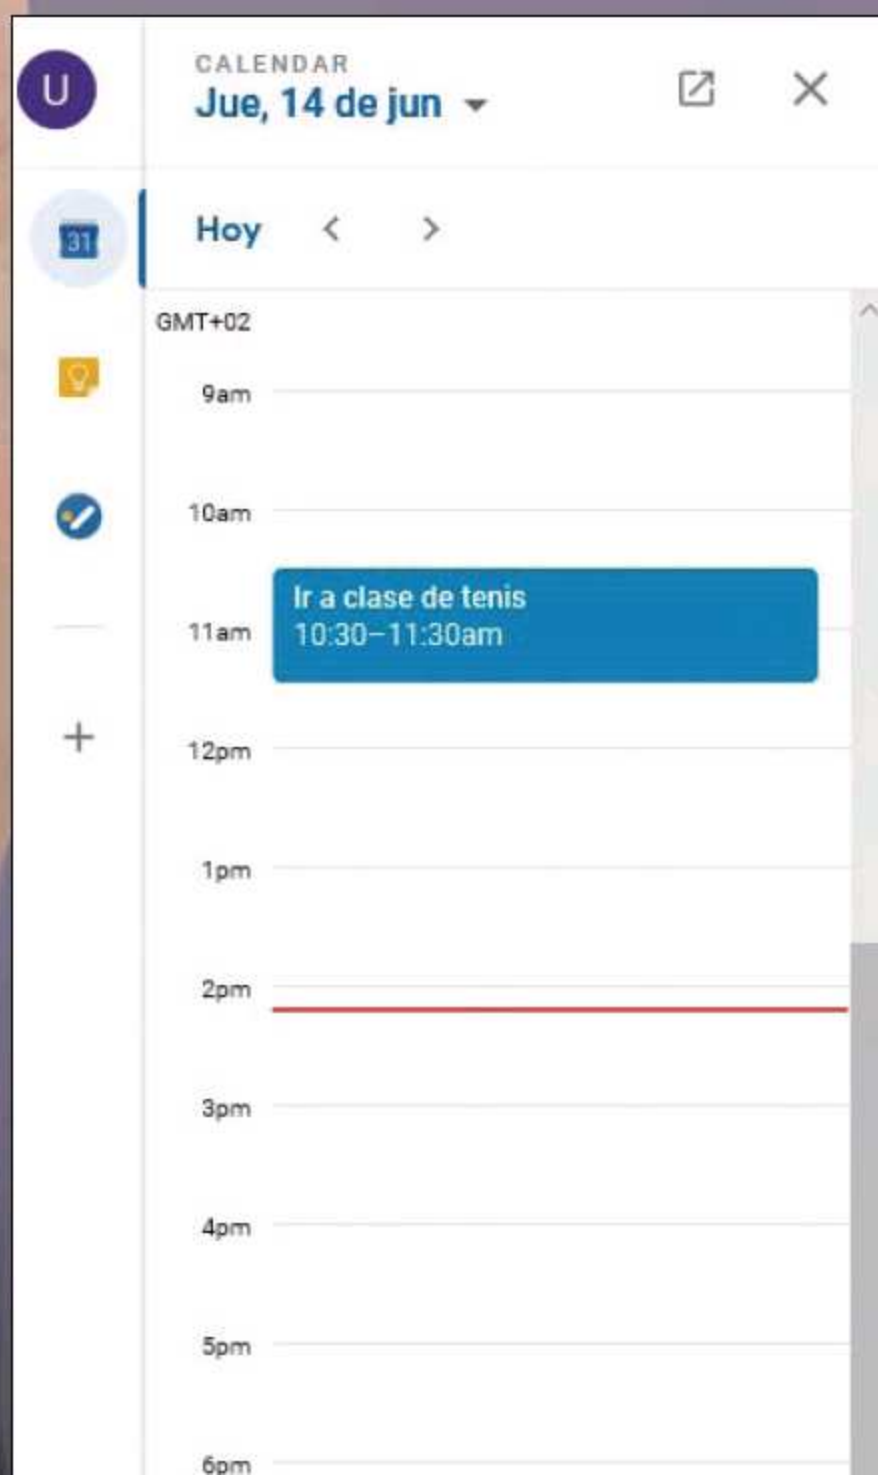 U
CALENDAR
Jue, 14 de jun
31
Hoy
GMT+02
9am
10am
Ir a clase de tenis
10:30–11:30am
11am
12pm
1pm
2pm
3pm
4pm
5pm
6pm